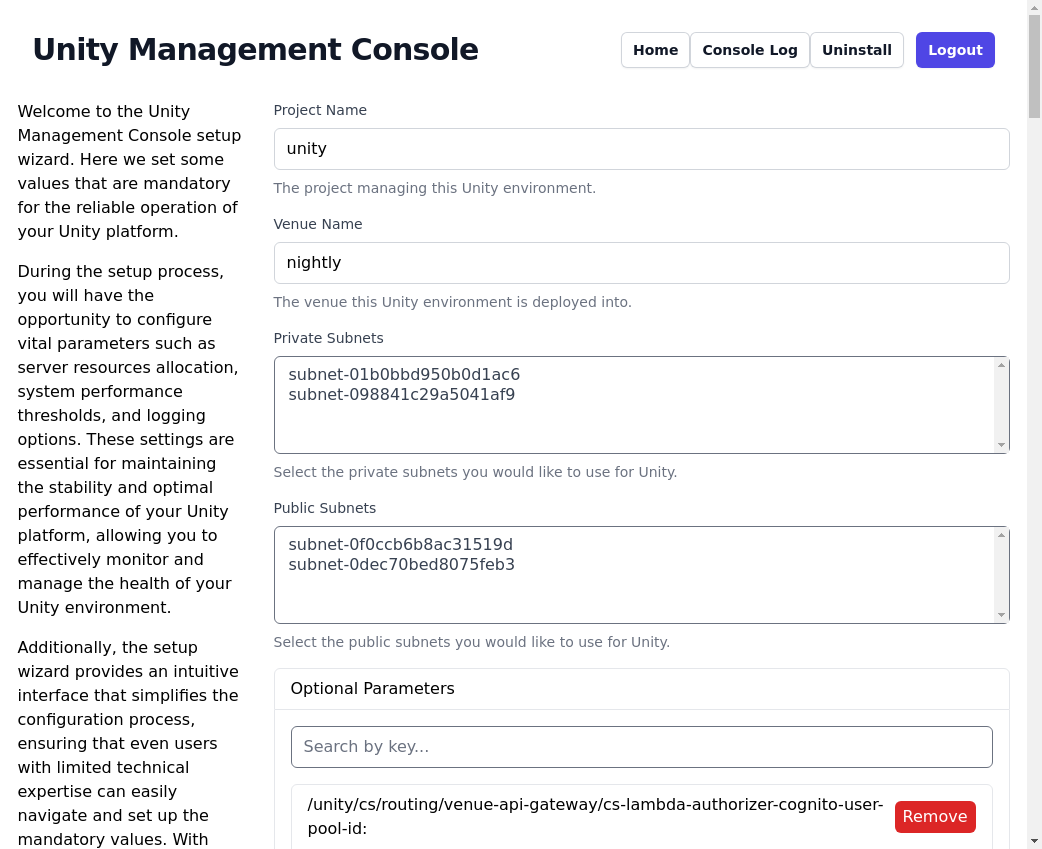 Unity Management Console
Home
Console Log
Uninstall
Logout
Welcome to the Unity
Management Console setup
wizard. Here we set some
values that are mandatory
for the reliable operation of
your Unity platform.
During the setup process,
you will have the
opportunity to configure
vital parameters such as
server resources allocation,
system performance
thresholds, and logging
options. These settings are
essential for maintaining
the stability and optimal
performance of your Unity
platform, allowing you to
effectively monitor and
manage the health of your
Unity environment.
Additionally, the setup
wizard provides an intuitive
interface that simplifies the
configuration process,
ensuring that even users
with limited technical
expertise can easily
navigate and set up the
mandatory values. With
Project Name
unity
The project managing this Unity environment.
Venue Name
nightly
The venue this Unity environment is deployed into.
Private Subnets
subnet-01b0bbd950b0d1ac6
subnet-098841c29a5041af9
Select the private subnets you would like to use for Unity.
Public Subnets
subnet-0f0ccb6b8ac31519d
subnet-0dec70bed8075feb3
Select the public subnets you would like to use for Unity.
Optional Parameters
Search by key...
/unity/cs/routing/venue-api-gateway/cs-lambda-authorizer-cognito-user-
pool-id:
Remove